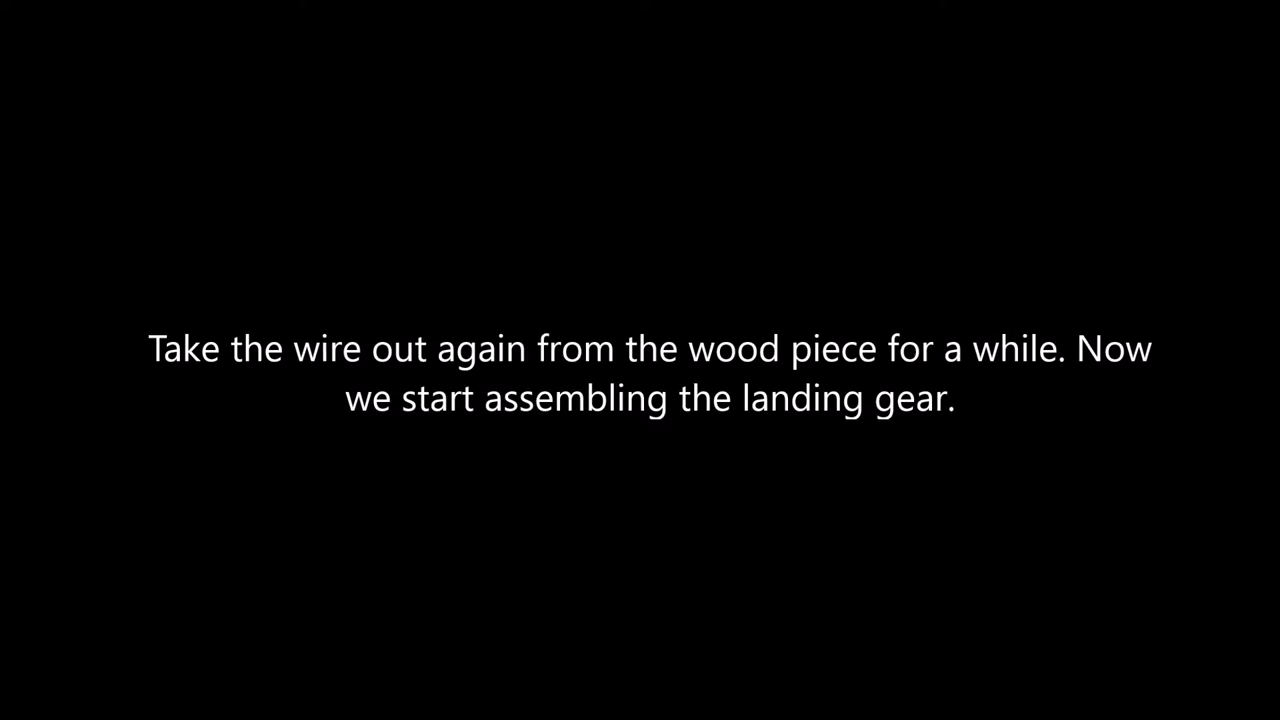 Take the wire out again from the wood piece for a while. Now
we start assembling the landing gear.